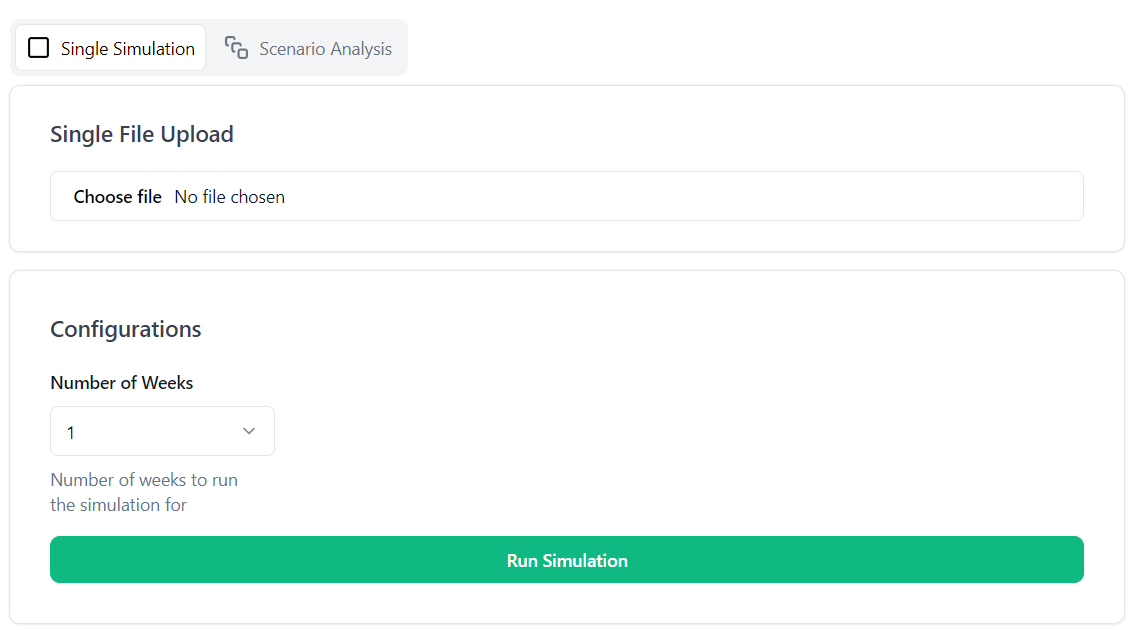 Single Simulation Scenario Analysis
Single File Upload
Choose file No file chosen
Configurations
Number of Weeks
1
Number of weeks to run
the simulation for
Run Simulation